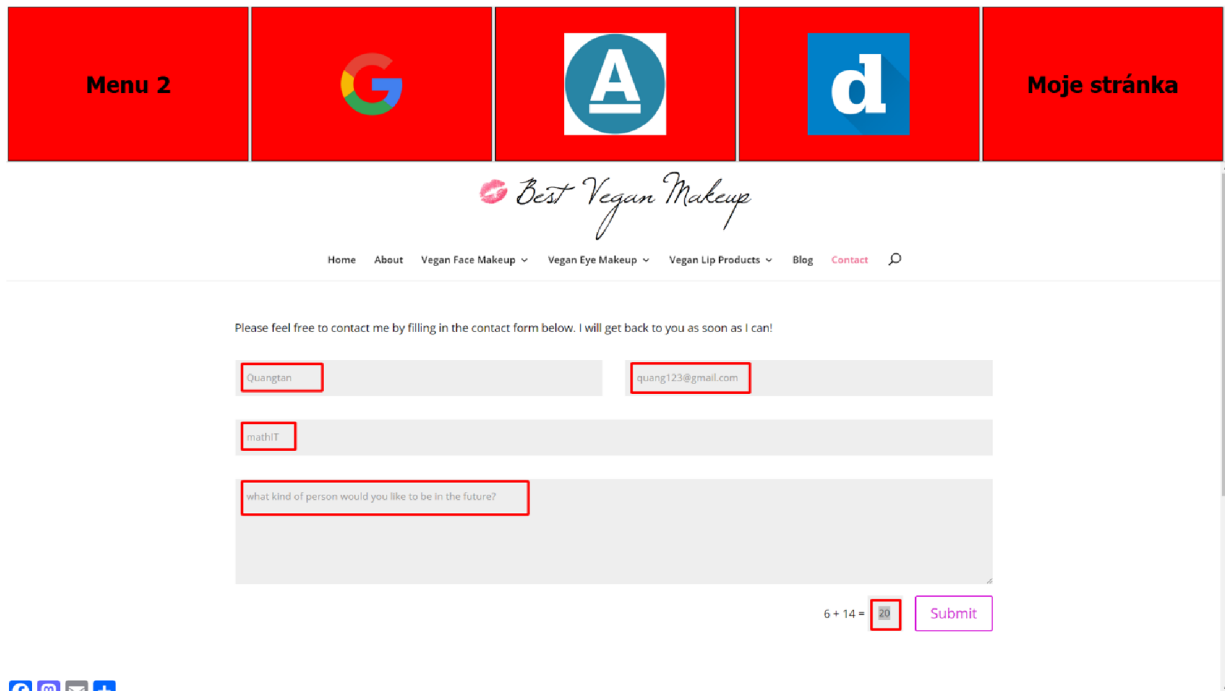 Menu 2
A
d
Moje stránka
Best Vegan Makeup
Home About Vegan Face Makeup Vegan Eye Makeup Vegan Lip Products Blog Contact
Please feel free to contact me by filling in the contact form below. I will get back to you as soon as I can!
Quangtan quang123@gmail.com
mathIT
what kind of person would you like to be in the future?
6 + 14 = 20 Submit